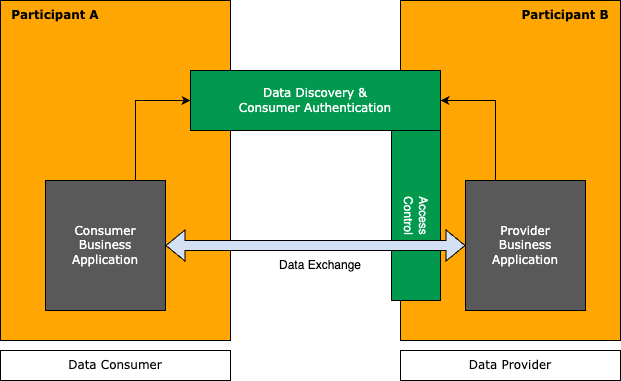 Participant A
Participant B
Data Discovery &
Consumer Authentication
Access
Control
Consumer
Business
Application
Provider
Business
Application
Data Exchange
Data Consumer
Data Provider